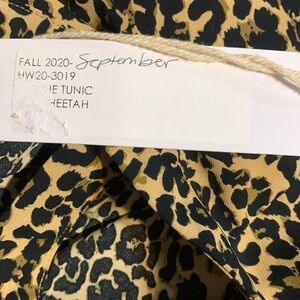 FALL 2020- September
HW20-3019
TUNIC